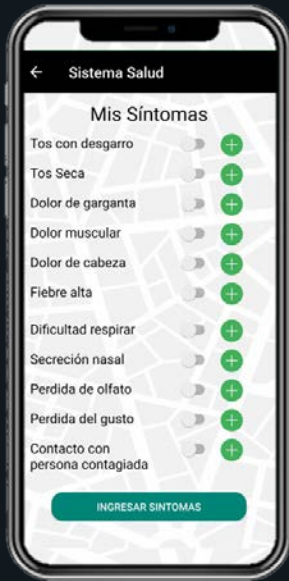 Sistema Salud
Mis Síntomas
Tos con desgarro
Tos Seca
Dolor de garganta
Dolor muscular
Dolor de cabeza
Fiebre alta
Dificultad respirar
Secreción nasal
Perdida de olfato
Perdida del gusto
Contacto con
persona contagiada
INGRESAR SINTOMAS